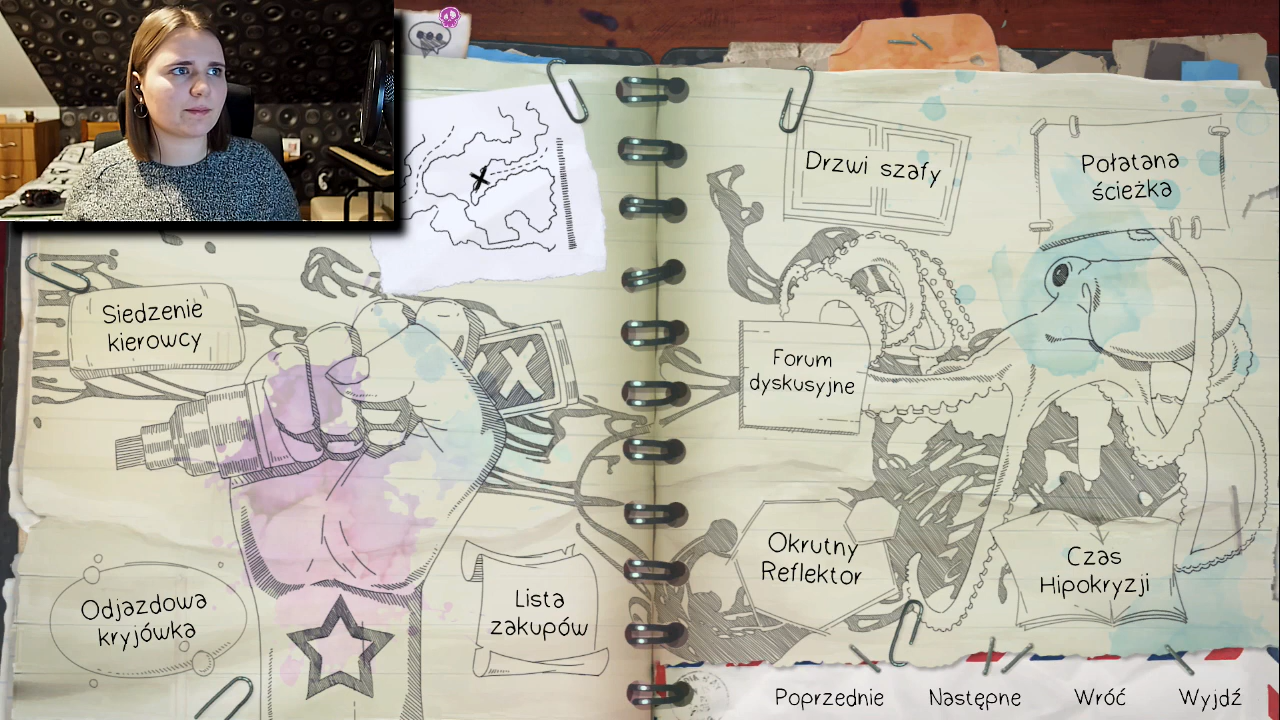 Siedzenie
kierowcy
Odjazdowa
kryjówka
Lista
zakupów
Drzwi szafy
Połatana
ścieżka
Forum
dyskusyjne
Okrutny
Reflektor
Czas
Hipokryzji
Poprzednie
Następne
Wróć
Wyjdź